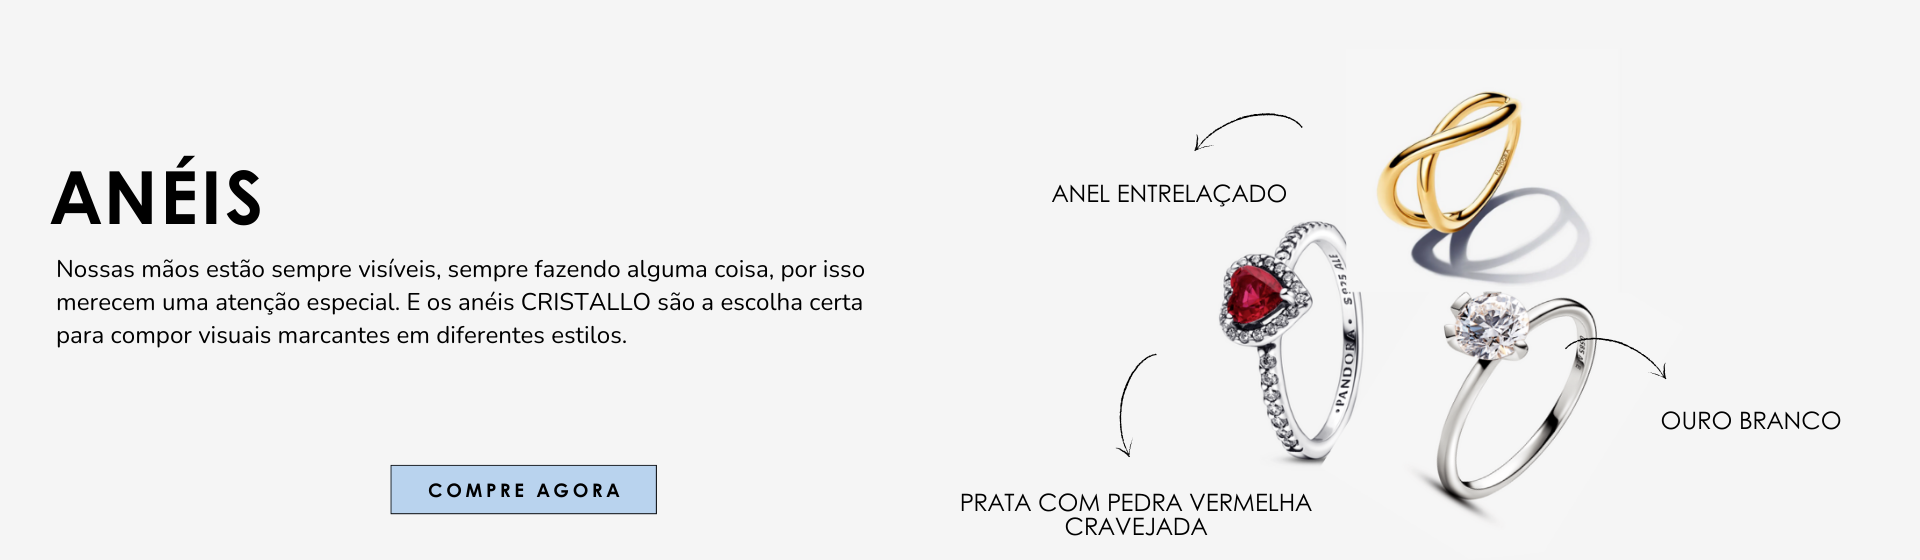 ANÉIS
Nossas mãos estão sempre visíveis, sempre fazendo alguma coisa, por isso
merecem uma atenção especial. E os anéis CRISTALLO são a escolha certa
para compor visuais marcantes em diferentes estilos.
COMPRE AGORA
ANEL ENTRELAÇADO
PANDORA
S925 ALE
•PANDORA•
OURO BRANCO
PRATA COM PEDRA VERMELHA
CRAVEJADA